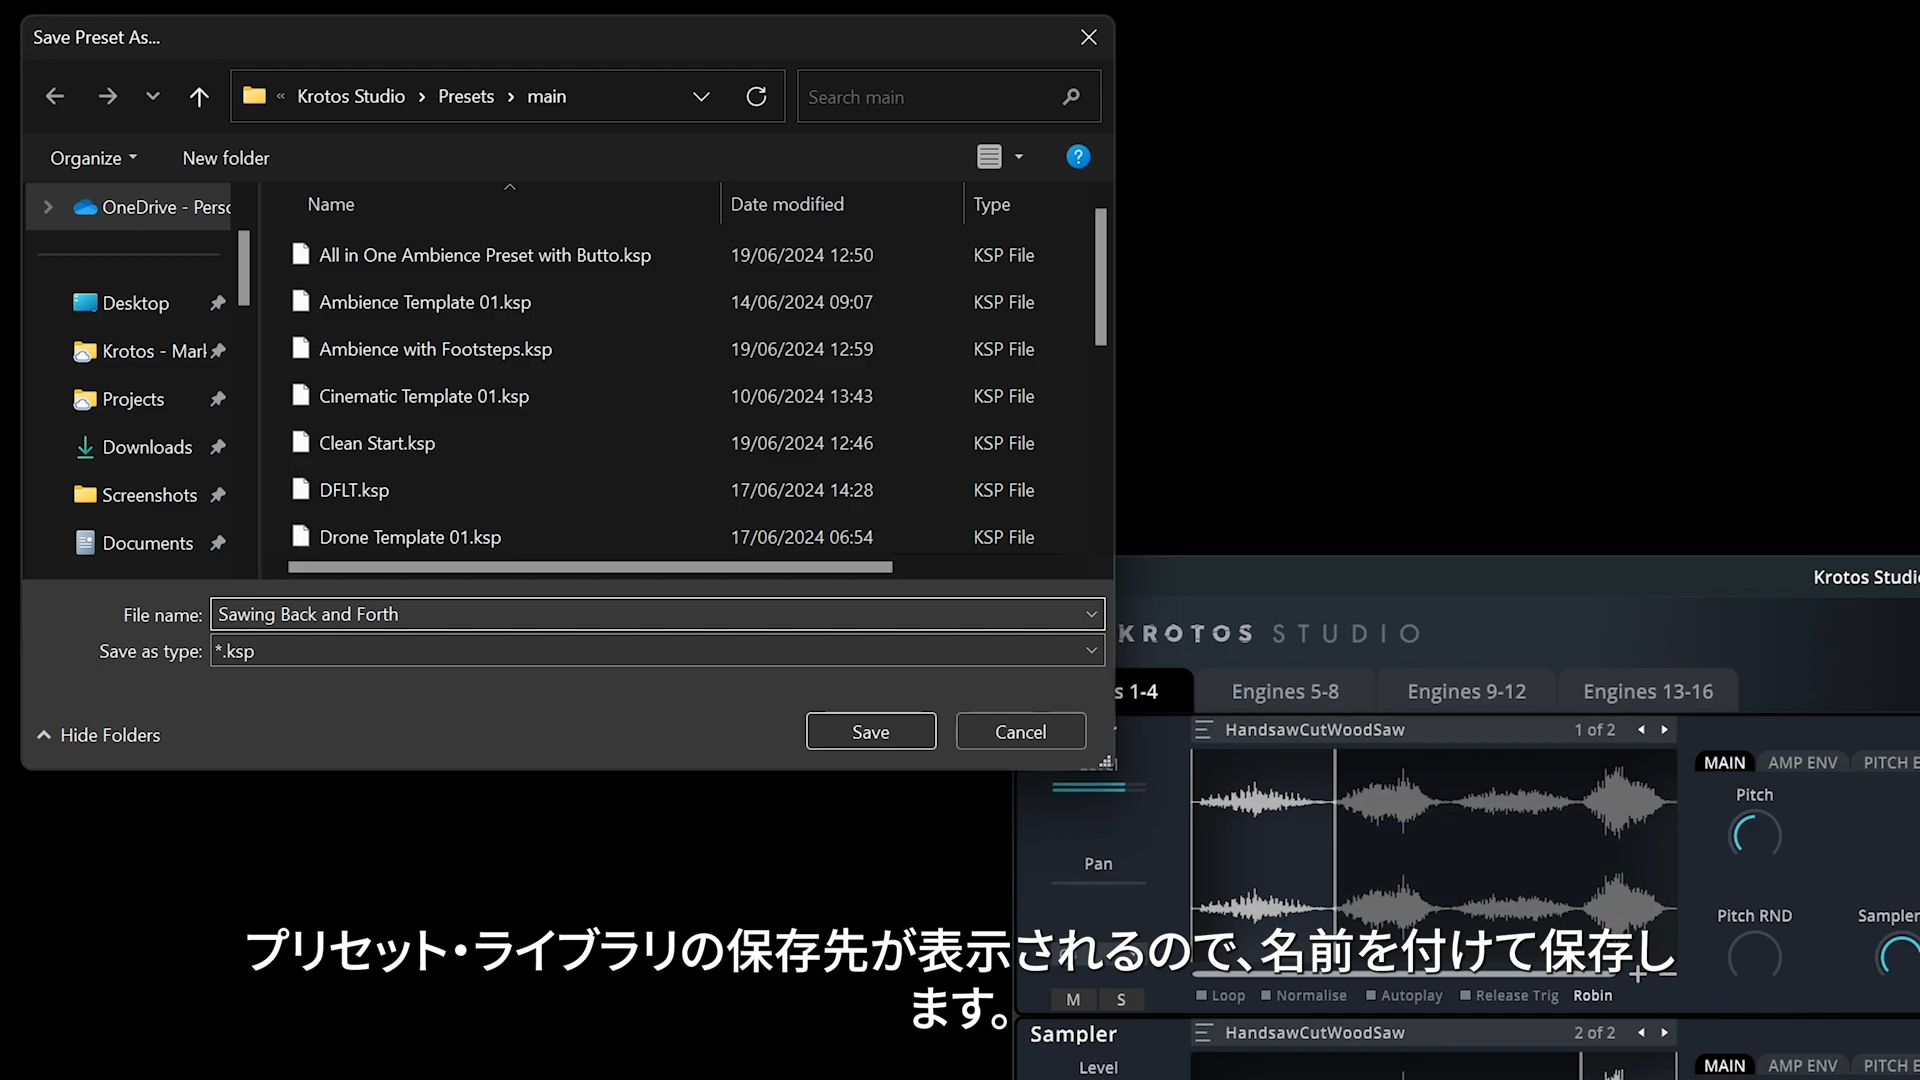 Save Preset As...
« Krotos Studio › Presets › main
Search main
Organize
New folder
?
OneDrive - Perso
Name
Date modified
Type
All in One Ambience Preset with Butto.ksp 19/06/2024 12:50 KSP File
Ambience Template 01.ksp 14/06/2024 09:07 KSP File
Desktop
Ambience with Footsteps.ksp 19/06/2024 12:59 KSP File
Krotos - Mark
Cinematic Template 01.ksp 10/06/2024 13:43 KSP File
Projects
Clean Start.ksp 19/06/2024 12:46 KSP File
Downloads
DFLT.ksp 17/06/2024 14:28 KSP File
Screenshots
Drone Template 01.ksp 17/06/2024 06:54 KSP File
Documents
File name: Sawing Back and Forth
Save as type: *.ksp
Hide Folders
Save
Cancel
Krotos Studio
KROTOS STUDIO
s 1-4
Engines 5-8
Engines 9-12
Engines 13-16
HandsawCutWoodSaw
1 of 2
MAIN
AMP ENV
PITCH E
Pitch
Pan
Pitch RND
Sampler
M
S
Loop
Normalise
Autoplay
Release Trig
Robin
Sampler
Level
HandsawCutWoodSaw
2 of 2
MAIN
AMP ENV
PITCH E
プリセット・ライブラリの保存先が表示されるので、名前を付けて保存し
ます。